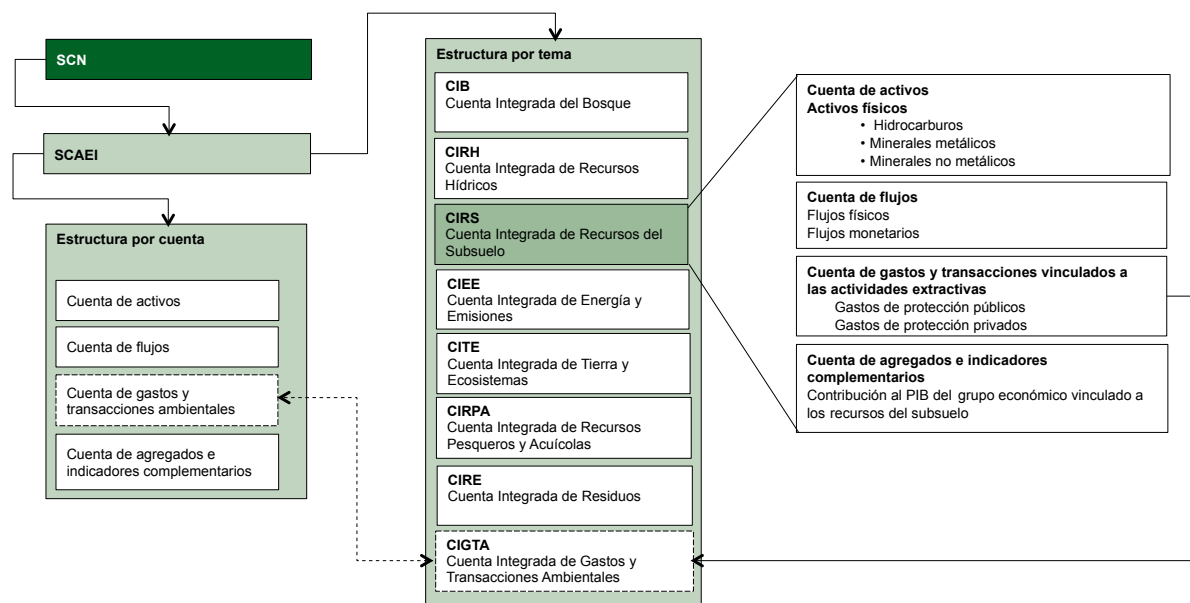 SCN
SCAEI
Estructura por cuenta
Cuenta de activos
Cuenta de flujos
Cuenta de gastos y
transacciones ambientales
Cuenta de agregados e
indicadores complementarios
Estructura por tema
CIB
Cuenta Integrada del Bosque
CIRH
Cuenta Integrada de Recursos
Hídricos
CIRS
Cuenta Integrada de Recursos del
Subsuelo
CIEE
Cuenta Integrada de Energía y
Emisiones
CITE
Cuenta Integrada de Tierra y
Ecosistemas
CIRPA
Cuenta Integrada de Recursos
Pesqueros y Acuícolas
CIRE
Cuenta Integrada de Residuos
CIGTA
Cuenta Integrada de Gastos y
Transacciones Ambientales
Cuenta de activos
Activos físicos
• Hidrocarburos
• Minerales metálicos
• Minerales no metálicos
Cuenta de flujos
Flujos físicos
Flujos monetarios
Cuenta de gastos y transacciones vinculados a
las actividades extractivas
Gastos de protección públicos
Gastos de protección privados
Cuenta de agregados e indicadores
complementarios
Contribución al PIB del grupo económico vinculado a
los recursos del subsuelo